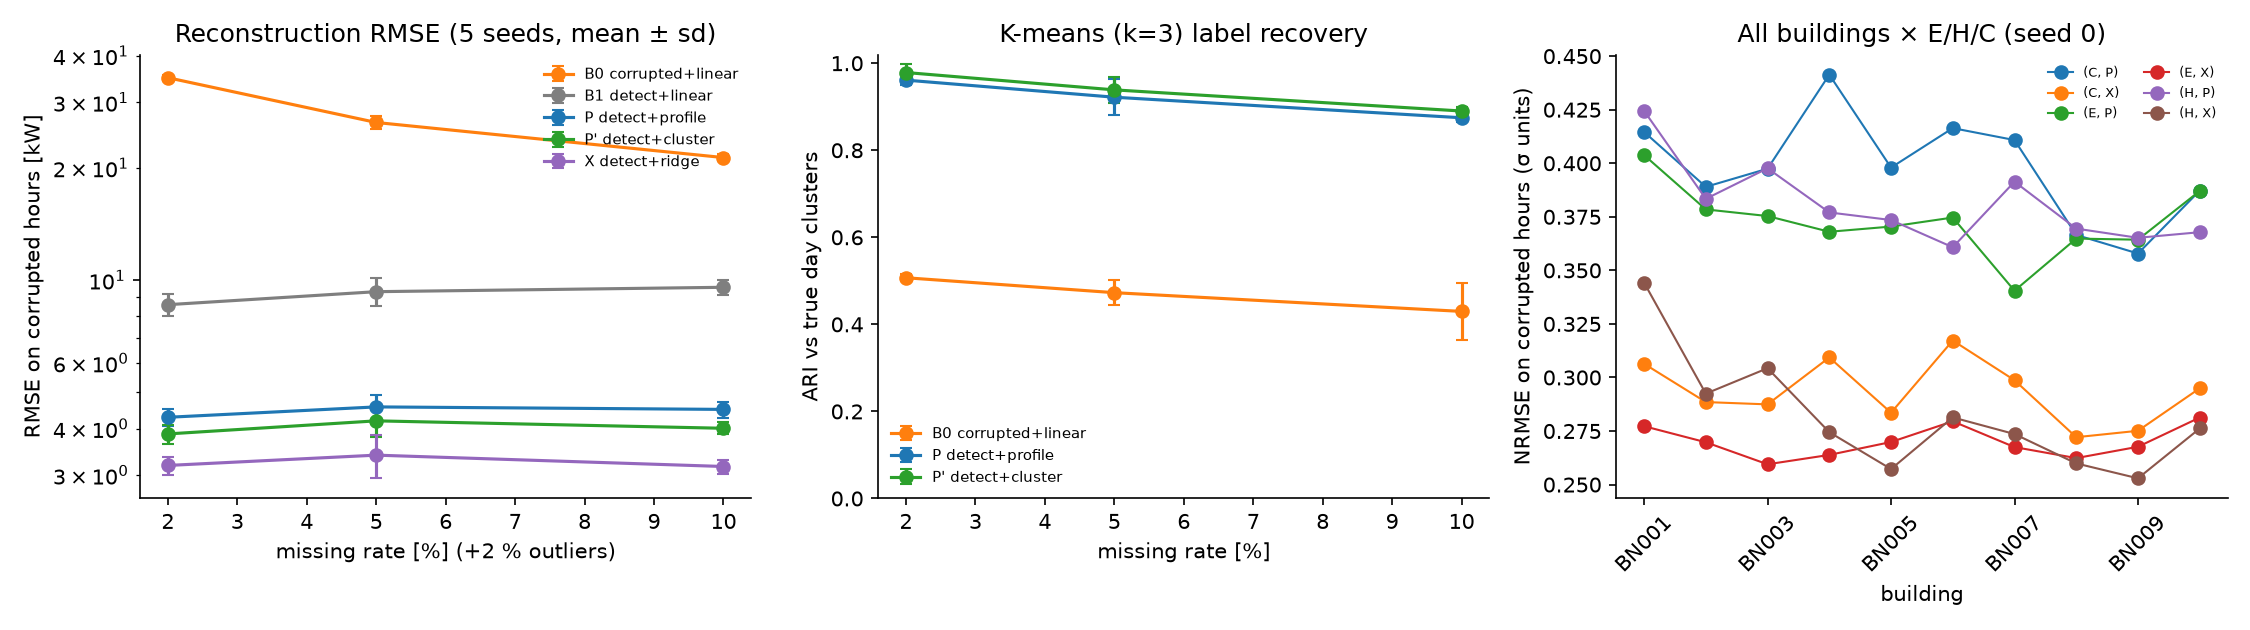 Reconstruction RMSE (5 seeds, mean ± sd)
RMSE on corrupted hours [kW]
4 × 10¹
3 × 10¹
2 × 10¹
10¹
6 × 10⁰
4 × 10⁰
3 × 10⁰
B0 corrupted+linear
B1 detect+linear
P detect+profile
P' detect+cluster
X detect+ridge
2 3 4 5 6 7 8 9 10
missing rate [%] (+2 % outliers)
K-means (k=3) label recovery
ARI vs true day clusters
1.0
0.8
0.6
0.4
0.2
0.0
B0 corrupted+linear
P detect+profile
P' detect+cluster
2 3 4 5 6 7 8 9 10
missing rate [%]
All buildings × E/H/C (seed 0)
NRMSE on corrupted hours (σ units)
0.450
0.425
0.400
0.375
0.350
0.325
0.300
0.275
0.250
(C, P) (E, X)
(C, X) (H, P)
(E, P) (H, X)
BN001 BN003 BN005 BN007 BN009
building